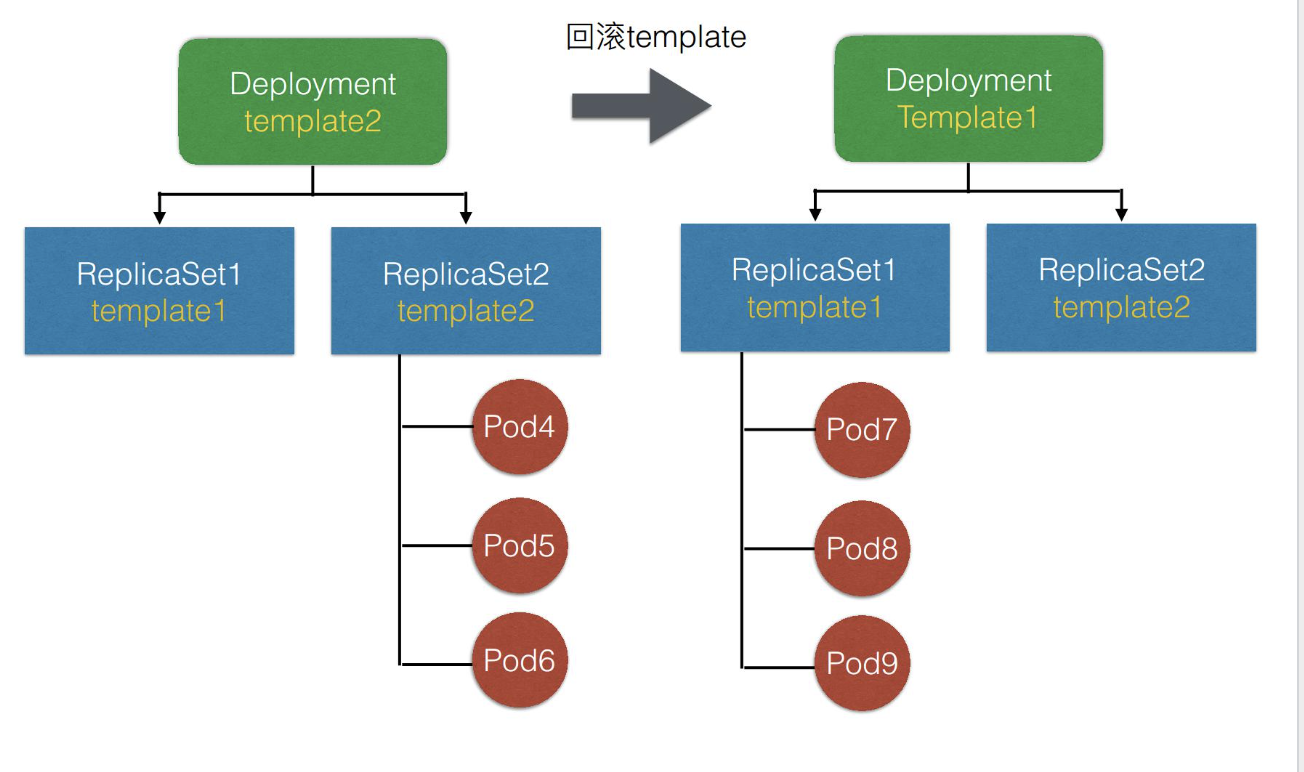 回滚template
Deployment
template2
Deployment
Template1
ReplicaSet1
template1
ReplicaSet2
template2
ReplicaSet1
template1
ReplicaSet2
template2
Pod4
Pod7
Pod5
Pod8
Pod6
Pod9